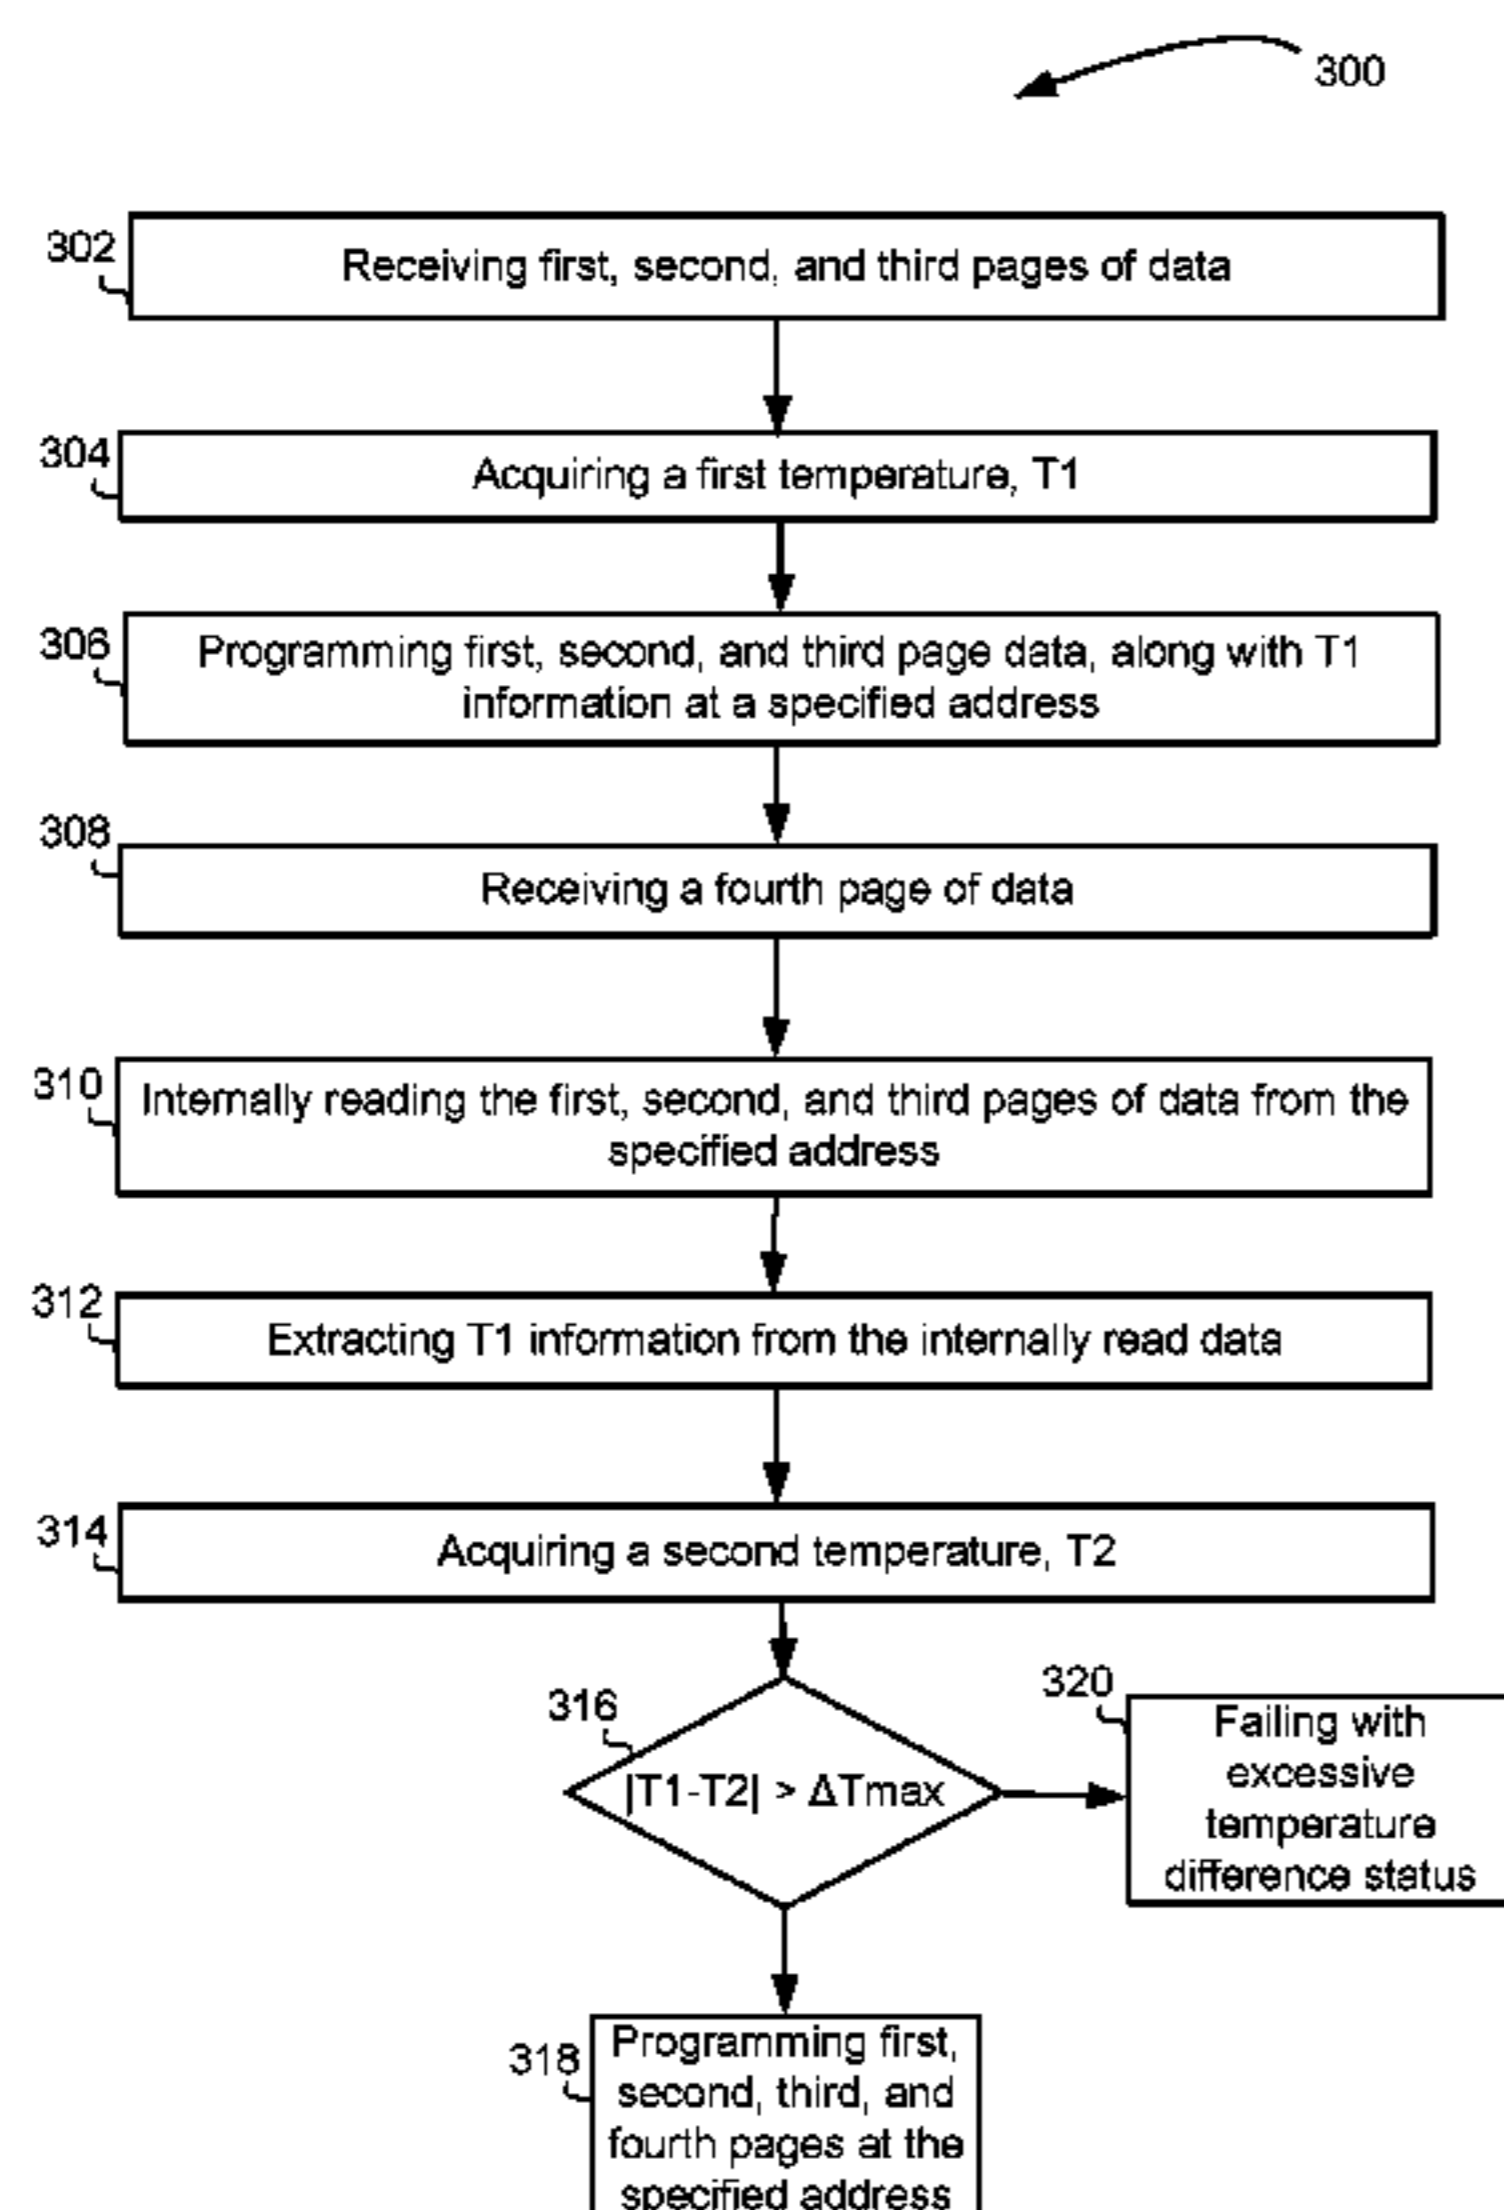 300
302
Receiving first, second, and third pages of data
304
Acquiring a first temperature, T1
306
Programming first, second, and third page data, along with T1
information at a specified address
308
Receiving a fourth page of data
310
Internally reading the first, second, and third pages of data from the
specified address
312
Extracting T1 information from the internally read data
314
Acquiring a second temperature, T2
316
|T1-T2| > ΔTmax
320
Failing with
excessive
temperature
difference status
318
Programming first,
second, third, and
fourth pages at the
specified address